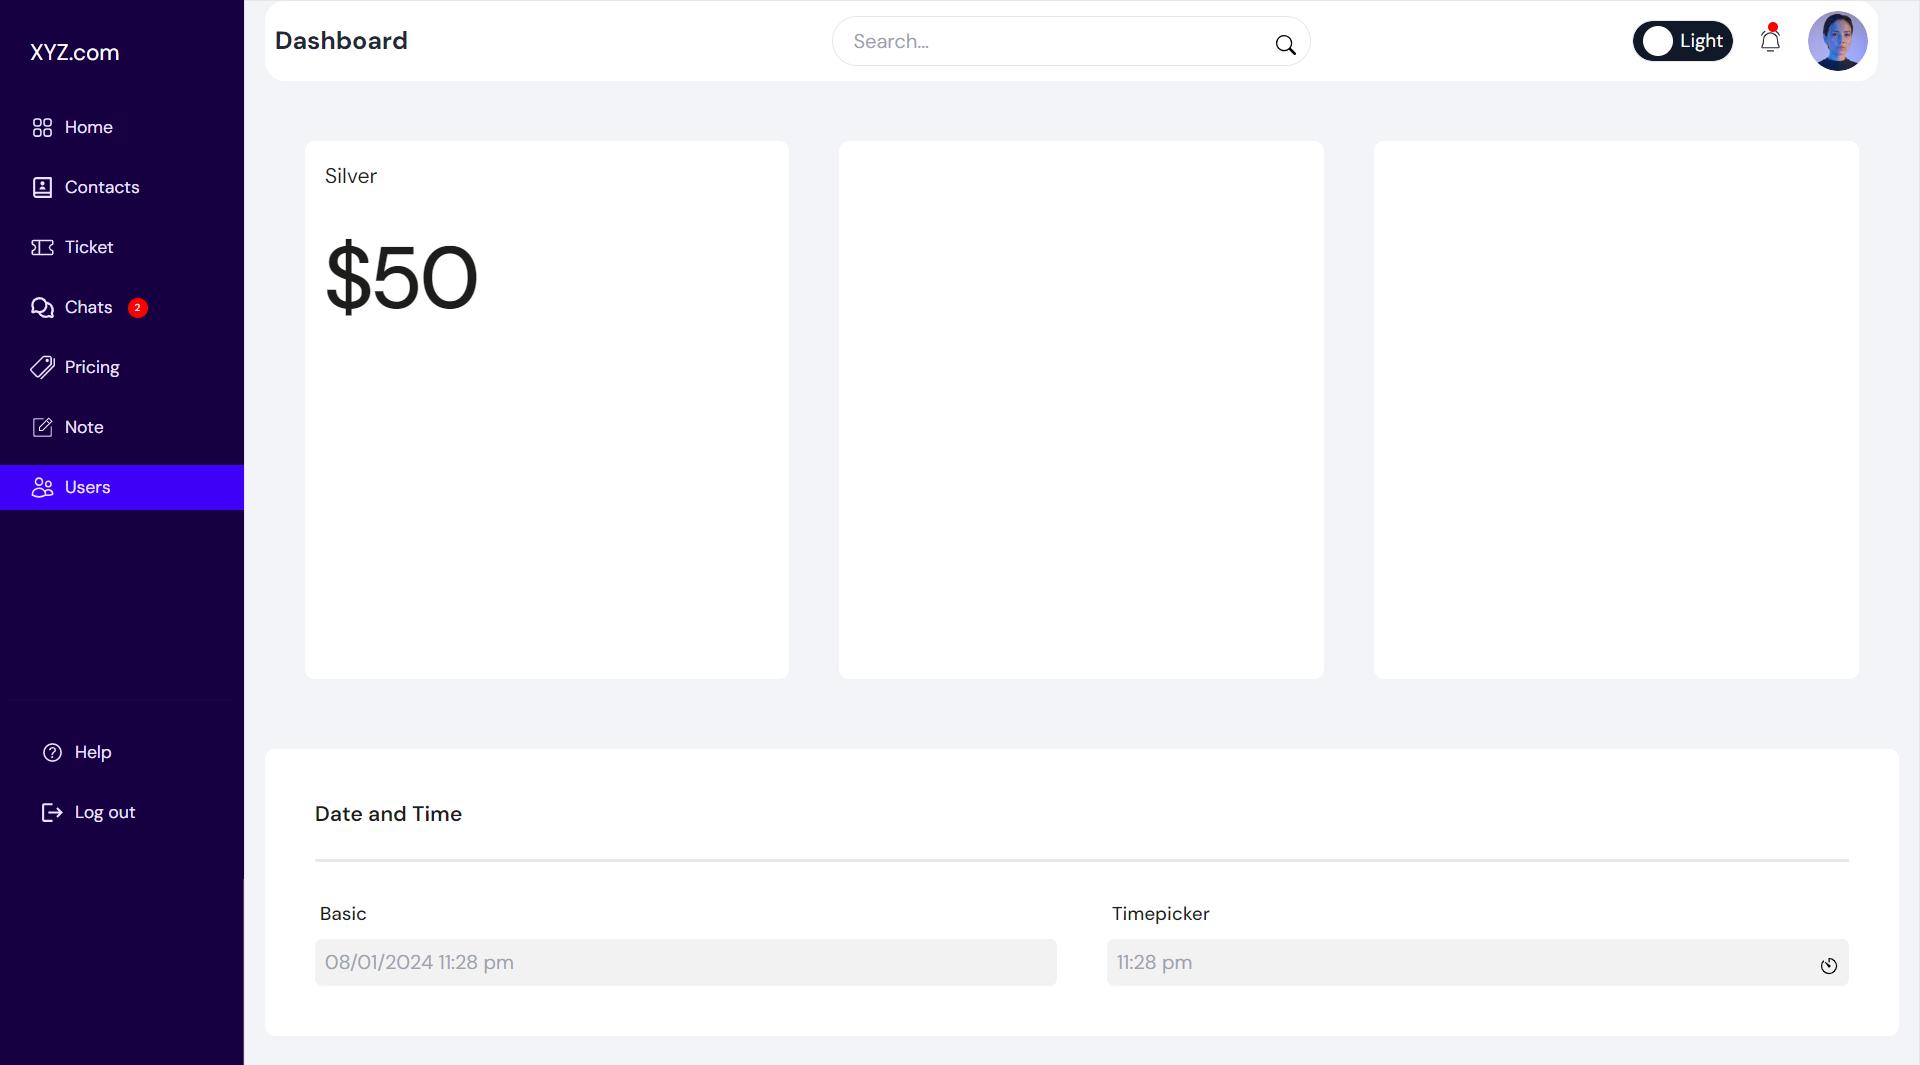 XYZ.com
Dashboard
Search...
Light
Home
Contacts
Ticket
Chats 2
Pricing
Note
Users
Help
Log out
Silver
$50
Date and Time
Basic
08/01/2024 11:28 pm
Timepicker
11:28 pm